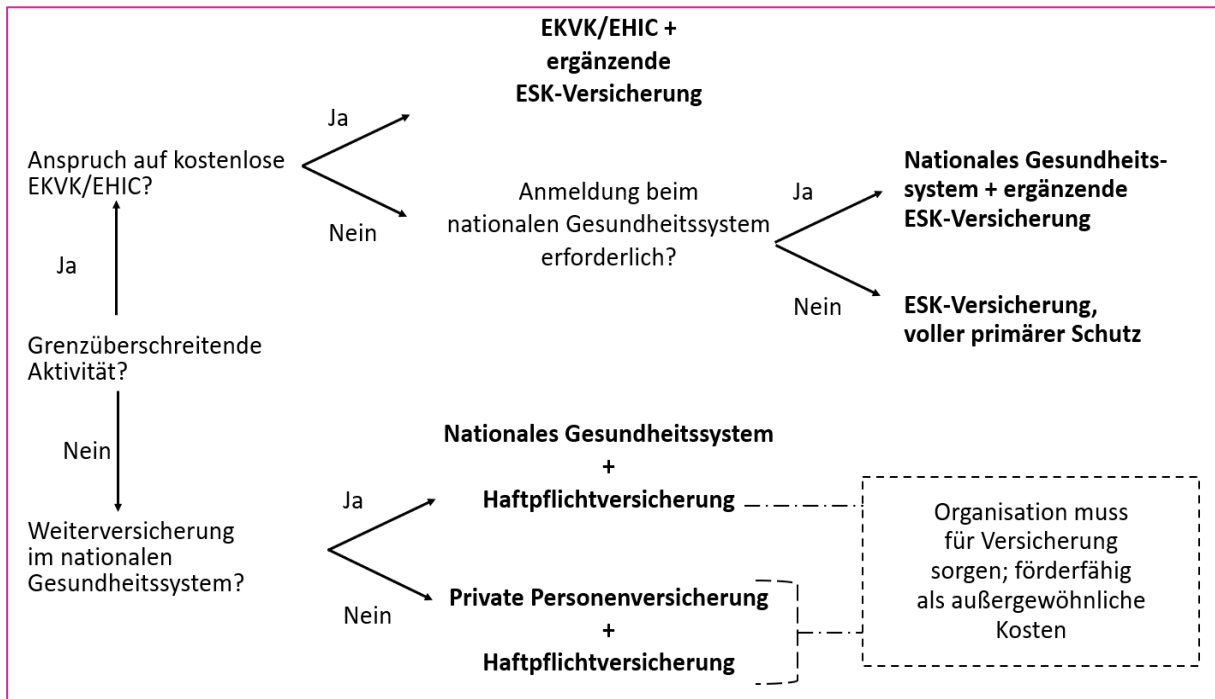 EKVK/EHIC +
ergänzende
ESK-Versicherung
Ja
Anspruch auf kostenlose
EKVK/EHIC?
Nein
Anmeldung beim
nationalen Gesundheitssystem
erforderlich?
Ja
Nationales Gesundheits-
system + ergänzende
ESK-Versicherung
Nein
ESK-Versicherung,
voller primärer Schutz
Ja
Grenzüberschreitende
Aktivität?
Nein
Weiterversicherung
im nationalen
Gesundheitssystem?
Ja
Nationales Gesundheitssystem
+
Haftpflichtversicherung
Nein
Private Personenversicherung
+
Haftpflichtversicherung
Organisation muss
für Versicherung
sorgen; förderfähig
als außergewöhnliche
Kosten